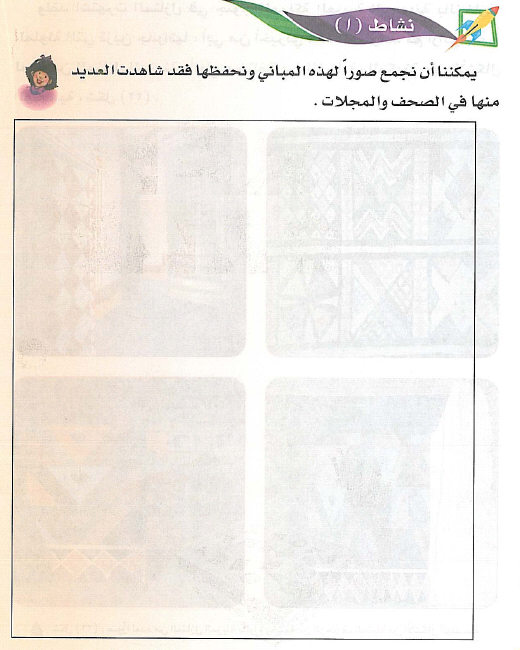 نشاط (١)
يمكننا أن نجمع صوراً لهذه المباني ونحفظها فقد شاهدت العديد
منها في الصحف والمجلات .